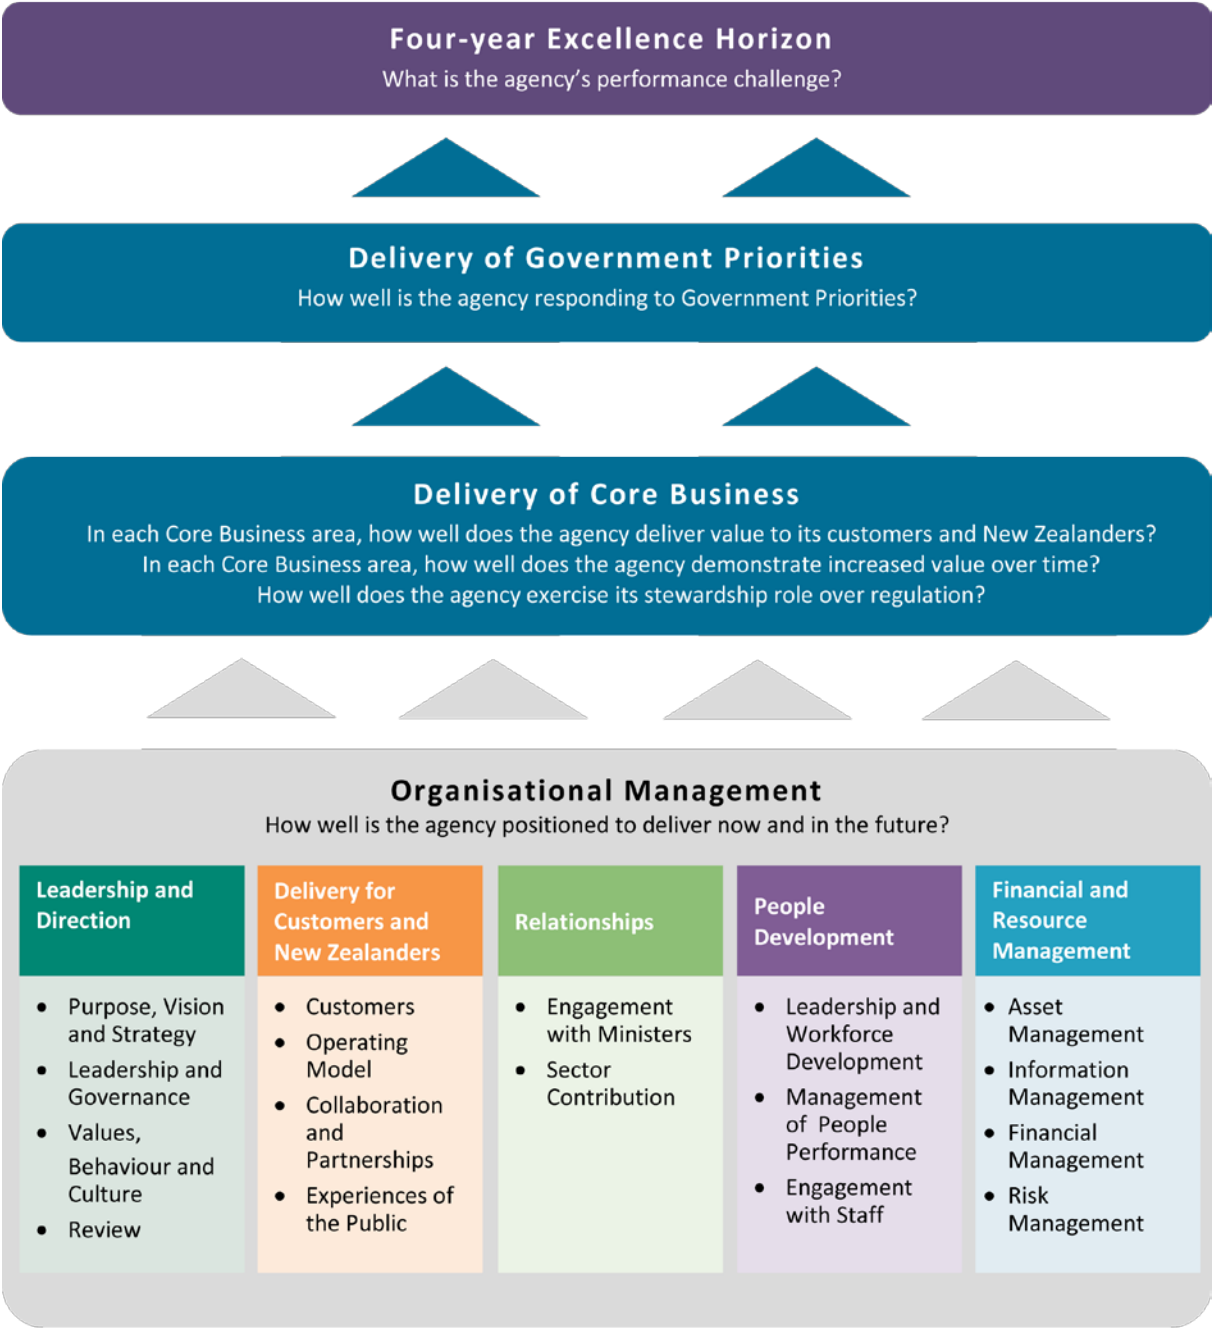 Four-year Excellence Horizon
What is the agency's performance challenge?
Delivery of Government Priorities
How well is the agency responding to Government Priorities?
Delivery of Core Business
In each Core Business area, how well does the agency deliver value to its customers and New Zealanders?
In each Core Business area, how well does the agency demonstrate increased value over time?
How well does the agency exercise its stewardship role over regulation?
Organisational Management
How well is the agency positioned to deliver now and in the future?
Leadership and
Direction
• Purpose, Vision
and Strategy
• Leadership and
Governance
• Values,
Behaviour and
Culture
• Review
Delivery for
Customers and
New Zealanders
• Customers
• Operating
Model
• Collaboration
and
Partnerships
• Experiences of
the Public
Relationships
• Engagement
with Ministers
• Sector
Contribution
People
Development
• Leadership and
Workforce
Development
• Management
of People
Performance
• Engagement
with Staff
Financial and
Resource
Management
• Asset
Management
• Information
Management
• Financial
Management
• Risk
Management